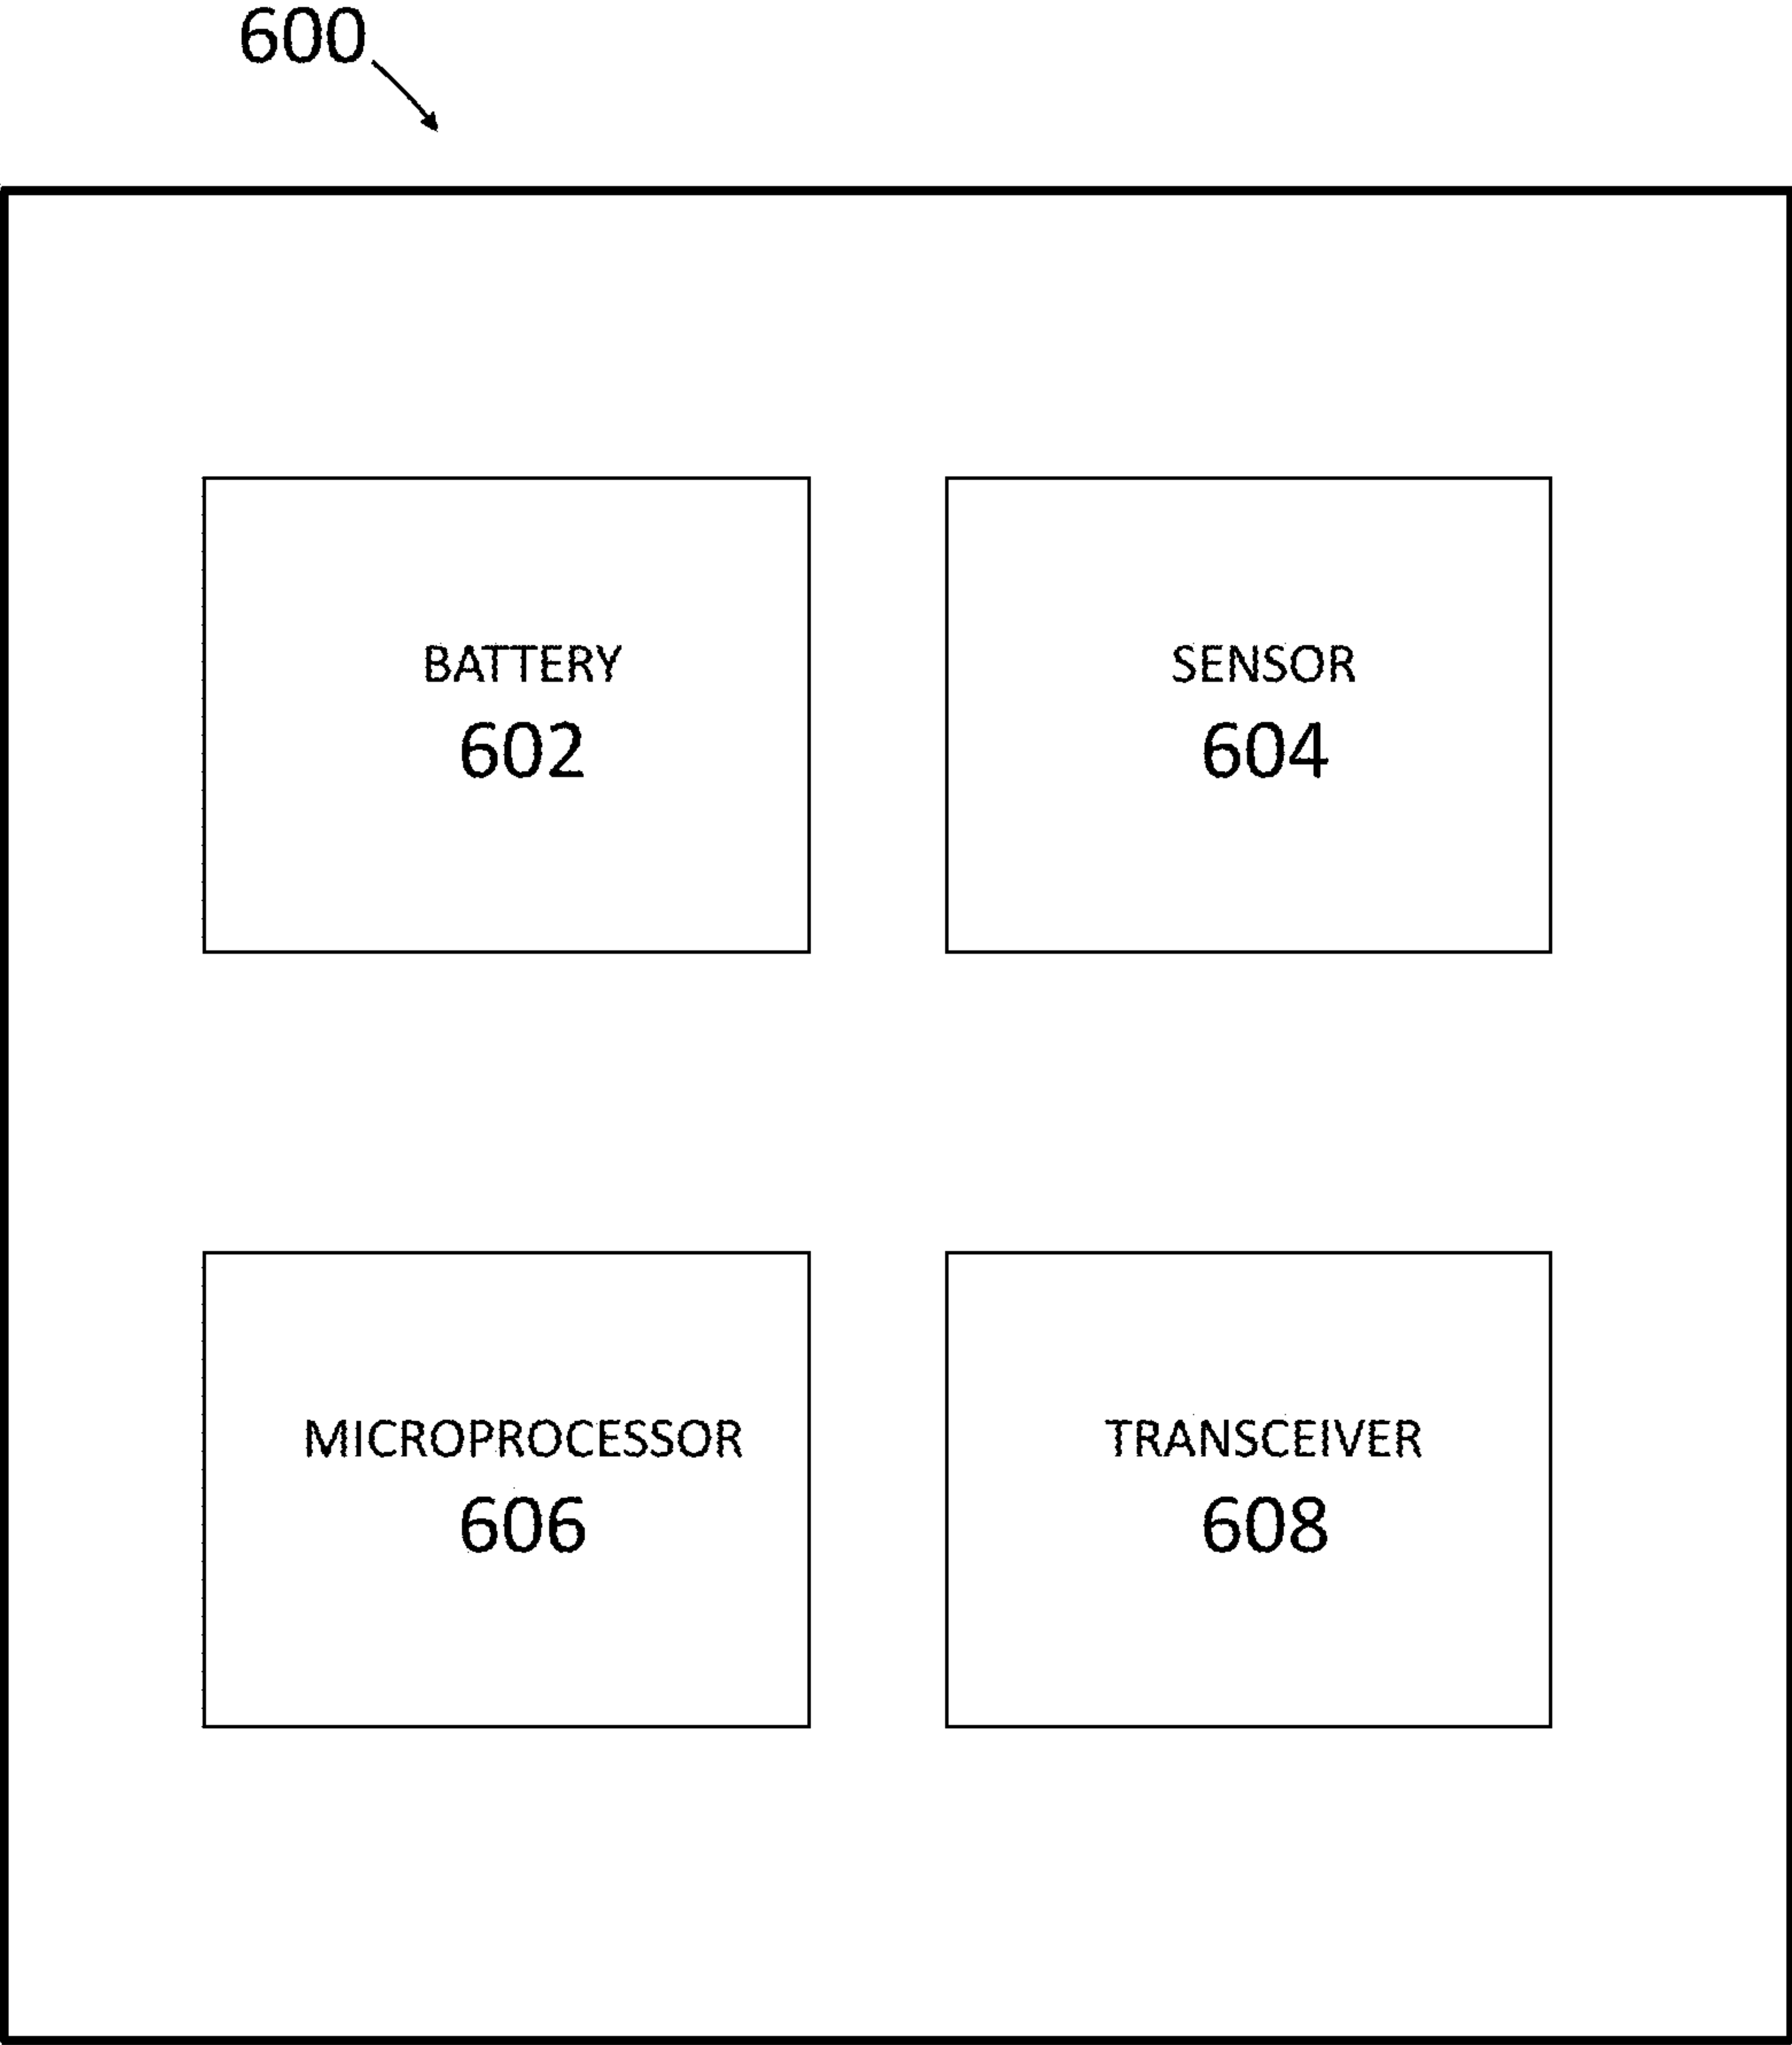 600
BATTERY
602
SENSOR
604
MICROPROCESSOR
606
TRANSCEIVER
608